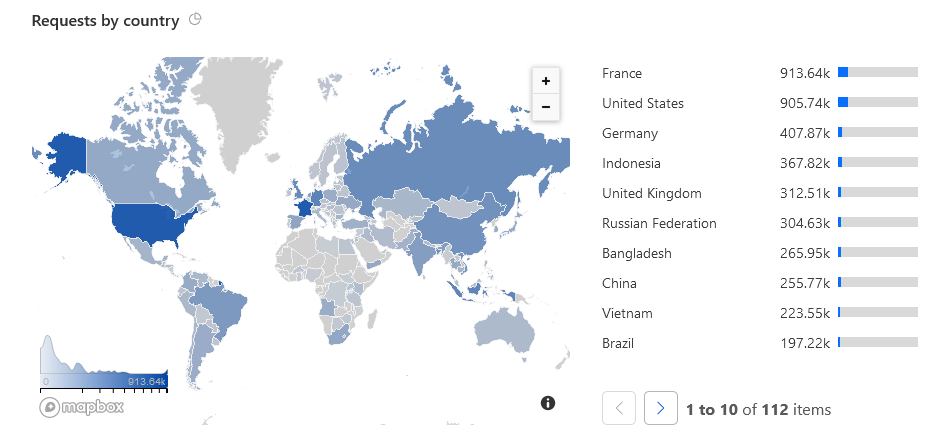 Requests by country
+
−
0
913.64k
mapbox
France 913.64k
United States 905.74k
Germany 407.87k
Indonesia 367.82k
United Kingdom 312.51k
Russian Federation 304.63k
Bangladesh 265.95k
China 255.77k
Vietnam 223.55k
Brazil 197.22k
1 to 10 of 112 items